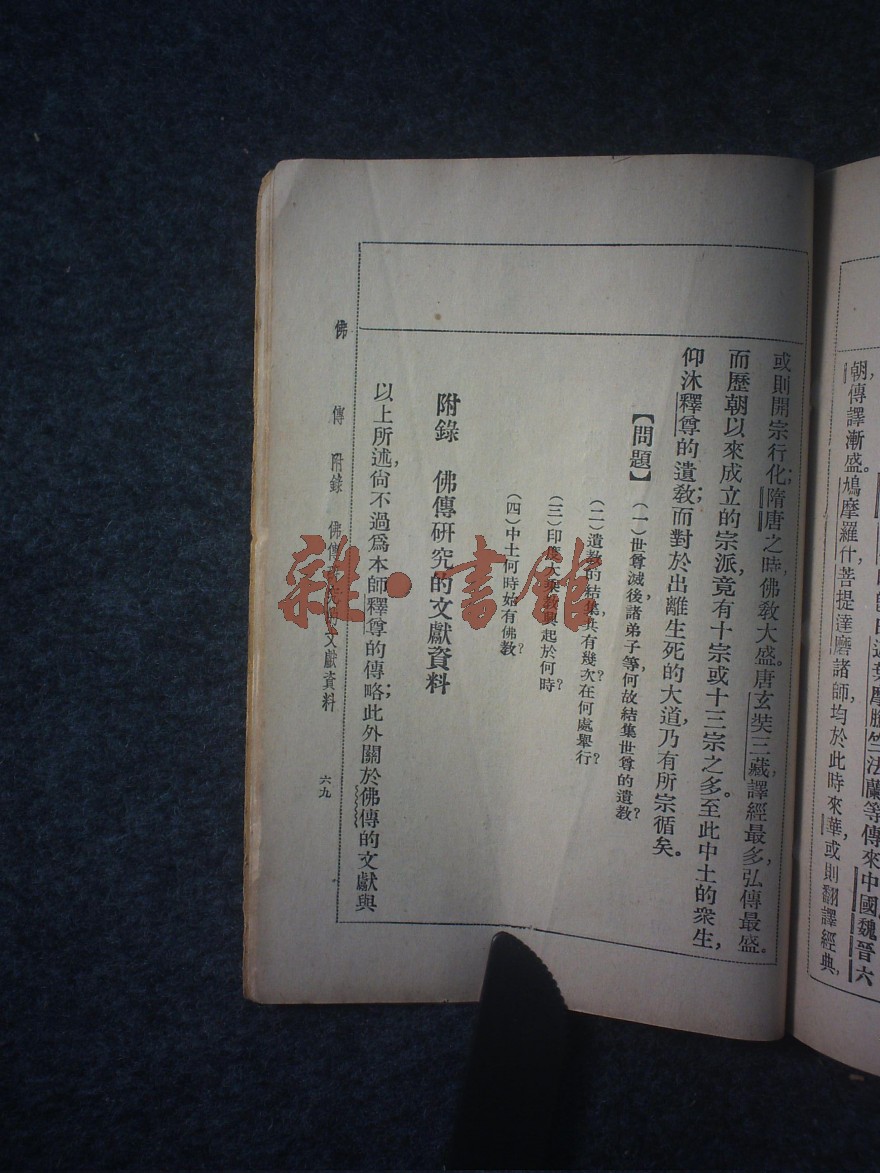 朝，傳譯漸盛。鳩摩羅什菩提達磨諸師，均於此時來華，或則翻譯經典，
或則開宗行化；隋唐之時，佛教大盛。唐玄奘三藏，譯經最多，弘傳最盛。
而歷朝以來成立的宗派，竟有十宗或十三宗之多。至此中土的衆生，
仰沐釋尊的遺教；而對於出離生死的大道，乃有所宗循矣。
【問題】（一）世尊滅後諸弟子等，何故結集世尊的遺教？
（二）遺教的結集，共有幾次？在何處舉行？
（三）印度大乘教興起於何時？
（四）中土何時始有佛教？
附錄　佛傳研究的文獻資料
以上所述，尙不過爲本師釋尊的傳略；此外關於佛傳的文獻與
佛傳　附錄　佛傳研究的文獻資料　六九
雜·書館